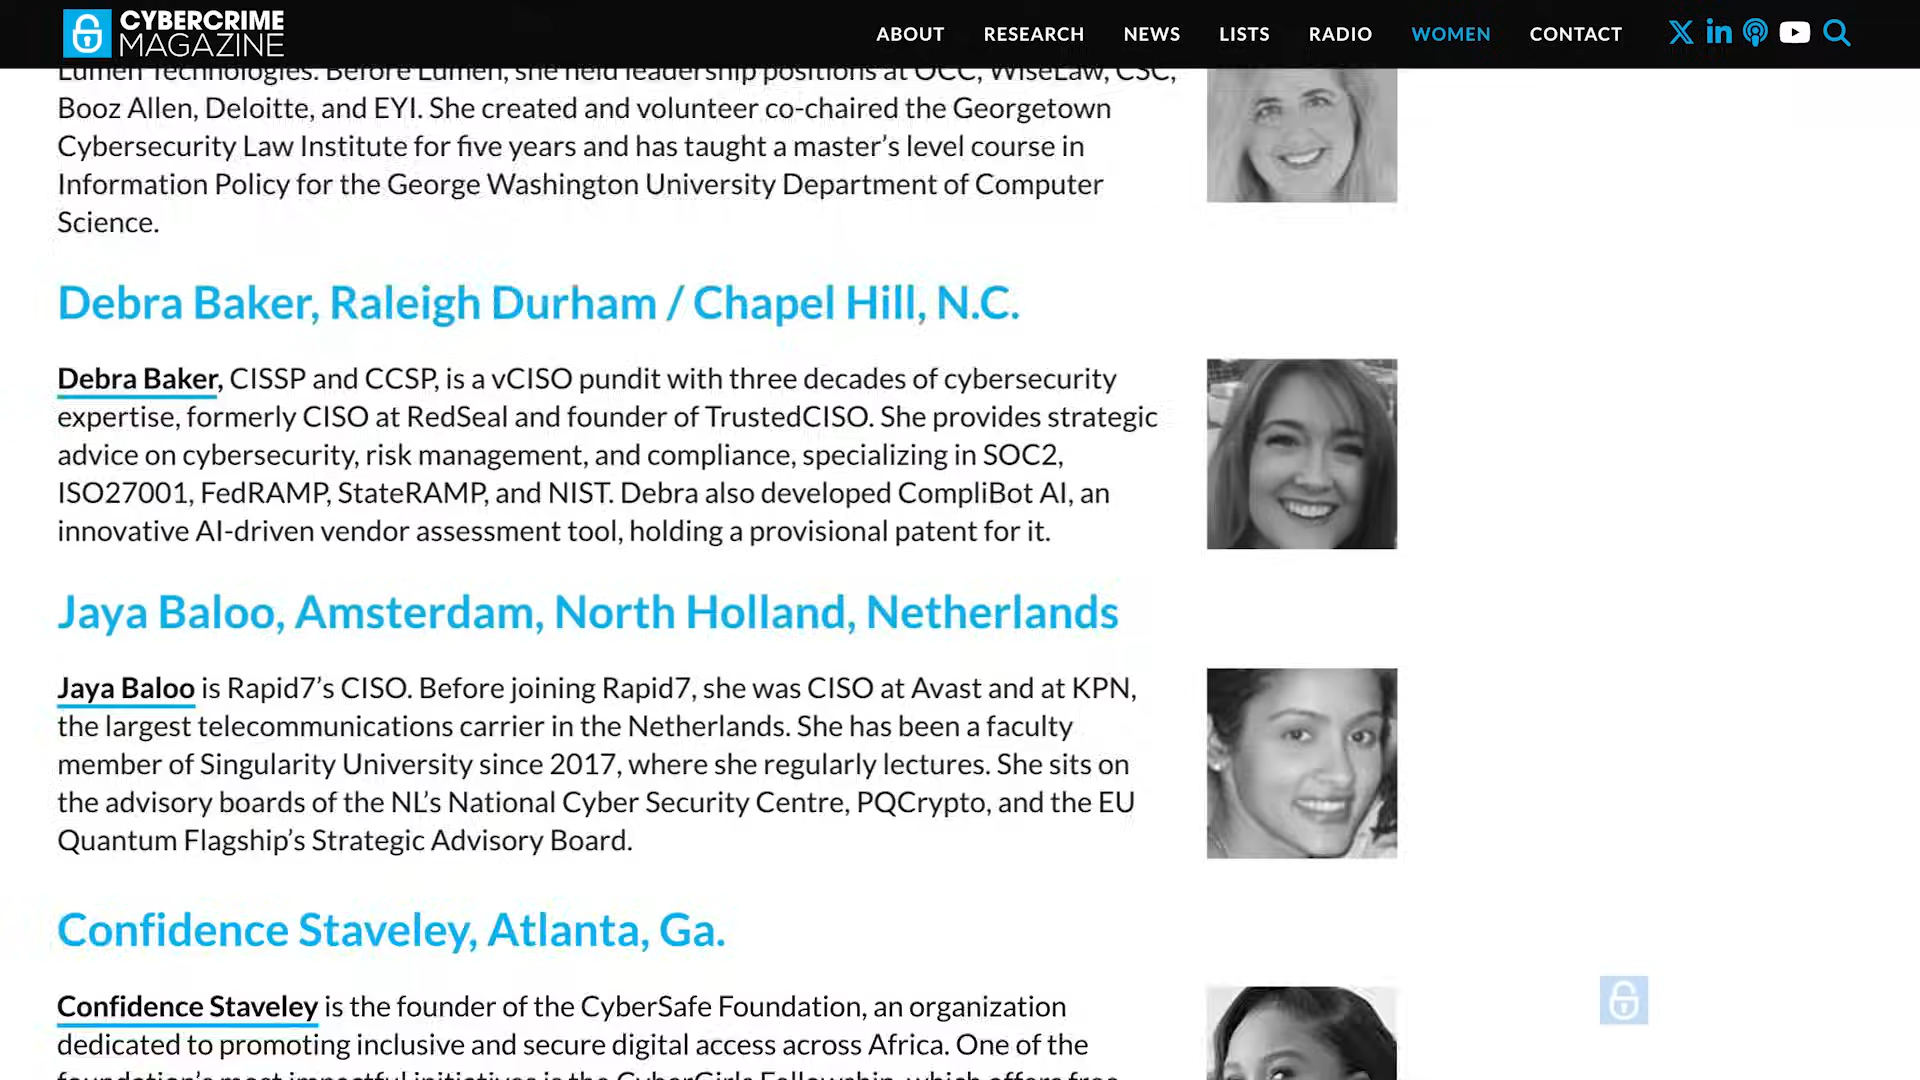 CYBERCRIME
MAGAZINE
ABOUT RESEARCH NEWS LISTS RADIO WOMEN CONTACT
Lumen Technologies. Before Lumen, she held leadership positions at OCC, WiseLaw, CSC,
Booz Allen, Deloitte, and EYI. She created and volunteer co-chaired the Georgetown
Cybersecurity Law Institute for five years and has taught a master’s level course in
Information Policy for the George Washington University Department of Computer
Science.
Debra Baker, Raleigh Durham / Chapel Hill, N.C.
Debra Baker, CISSP and CCSP, is a vCISO pundit with three decades of cybersecurity
expertise, formerly CISO at RedSeal and founder of TrustedCISO. She provides strategic
advice on cybersecurity, risk management, and compliance, specializing in SOC2,
ISO27001, FedRAMP, StateRAMP, and NIST. Debra also developed CompliBot AI, an
innovative AI-driven vendor assessment tool, holding a provisional patent for it.
Jaya Baloo, Amsterdam, North Holland, Netherlands
Jaya Baloo is Rapid7’s CISO. Before joining Rapid7, she was CISO at Avast and at KPN,
the largest telecommunications carrier in the Netherlands. She has been a faculty
member of Singularity University since 2017, where she regularly lectures. She sits on
the advisory boards of the NL’s National Cyber Security Centre, PQCrypto, and the EU
Quantum Flagship’s Strategic Advisory Board.
Confidence Staveley, Atlanta, Ga.
Confidence Staveley is the founder of the CyberSafe Foundation, an organization
dedicated to promoting inclusive and secure digital access across Africa. One of the
foundation’s most impactful initiatives is the CyberGirls Fellowship, which offers free